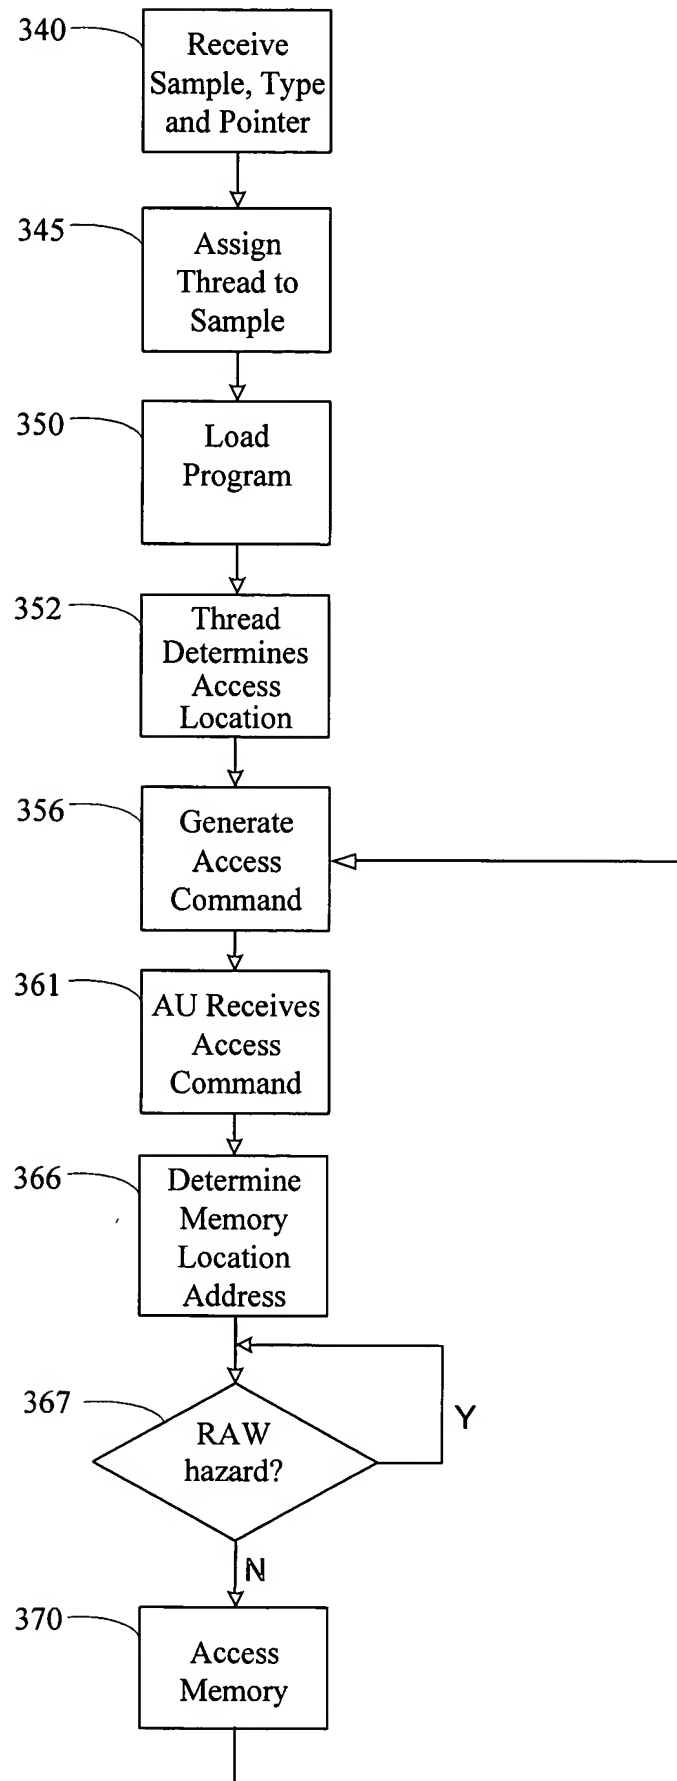 340
Receive
Sample, Type
and Pointer
345
Assign
Thread to
Sample
350
Load
Program
352
Thread
Determines
Access
Location
356
Generate
Access
Command
361
AU Receives
Access
Command
366
Determine
Memory
Location
Address
367
RAW
hazard?
Y
N
370
Access
Memory